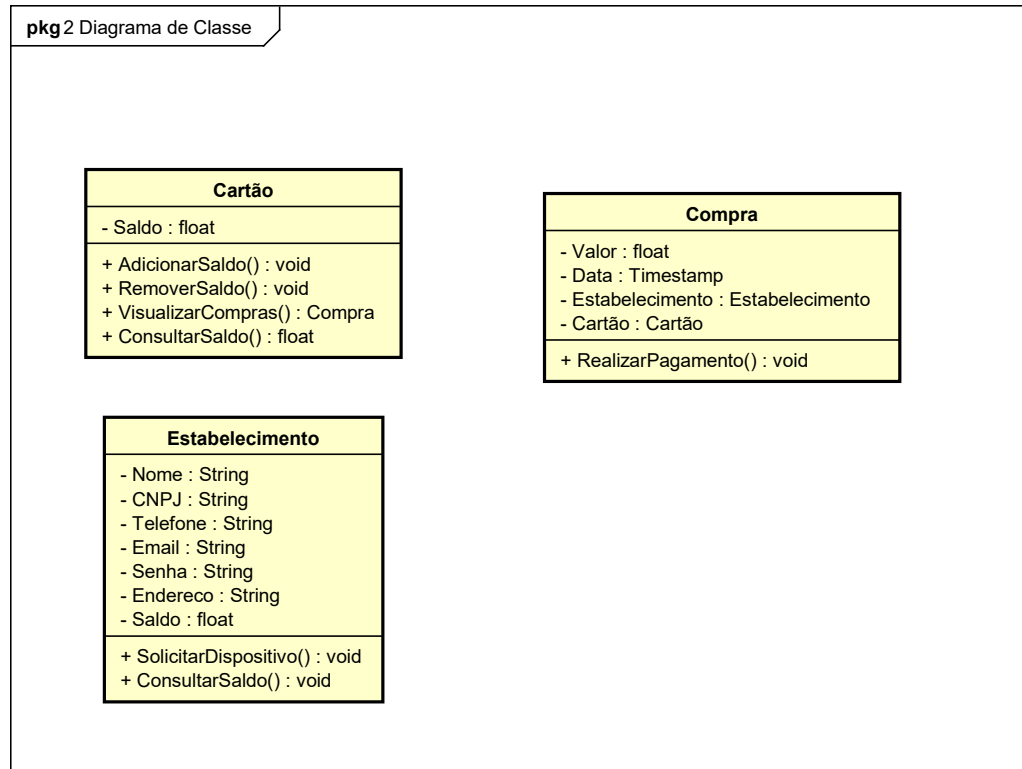 pkg 2 Diagrama de Classe
Cartão
- Saldo : float
+ AdicionarSaldo() : void
+ RemoverSaldo() : void
+ VisualizarCompras() : Compra
+ ConsultarSaldo() : float
Compra
- Valor : float
- Data : Timestamp
- Estabelecimento : Estabelecimento
- Cartão : Cartão
+ RealizarPagamento() : void
Estabelecimento
- Nome : String
- CNPJ : String
- Telefone : String
- Email : String
- Senha : String
- Endereco : String
- Saldo : float
+ SolicitarDispositivo() : void
+ ConsultarSaldo() : void